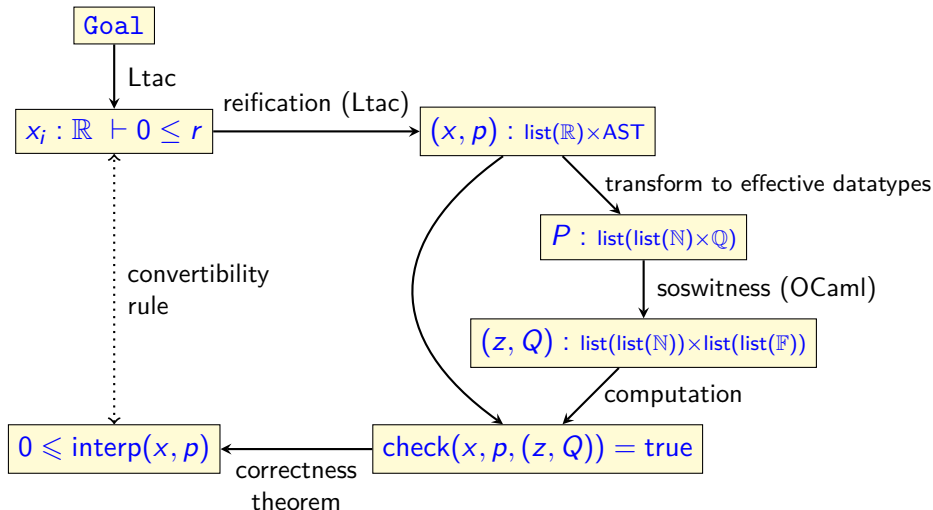 Goal
Ltac
reification (Ltac)
xᵢ : ℝ ⊢ 0 ≤ r
(x, p) : list(ℝ)×AST
transform to effective datatypes
P : list(list(ℕ)×ℚ)
convertibility
rule
soswitness (OCaml)
(z, Q) : list(list(ℕ))×list(list(𝔽))
computation
0 ⩽ interp(x, p)
check(x, p, (z, Q)) = true
correctness
theorem